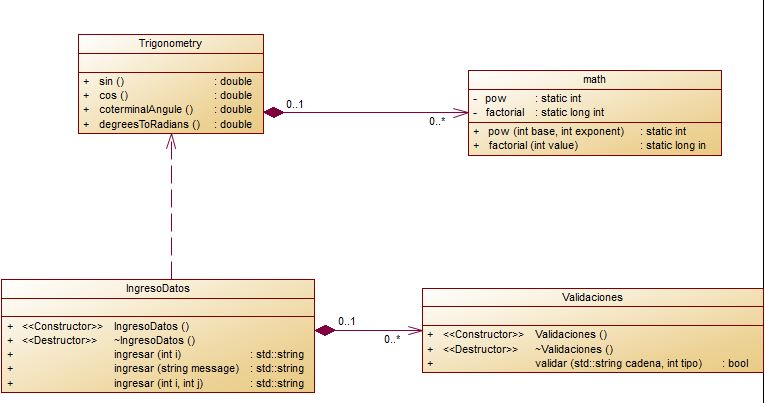 Trigonometry
+ sin () : double
+ cos () : double
+ coterminalAngule () : double
+ degreesToRadians () : double
0..1
0..*
math
- pow : static int
- factorial : static long int
+ pow (int base, int exponent) : static int
+ factorial (int value) : static long in
IngresoDatos
+ <<Constructor>> IngresoDatos ()
+ <<Destructor>> ~IngresoDatos ()
+ ingresar (int i) : std::string
+ ingresar (string message) : std::string
+ ingresar (int i, int j) : std::string
0..1
0..*
Validaciones
+ <<Constructor>> Validaciones ()
+ <<Destructor>> ~Validaciones ()
+ validar (std::string cadena, int tipo) : bool